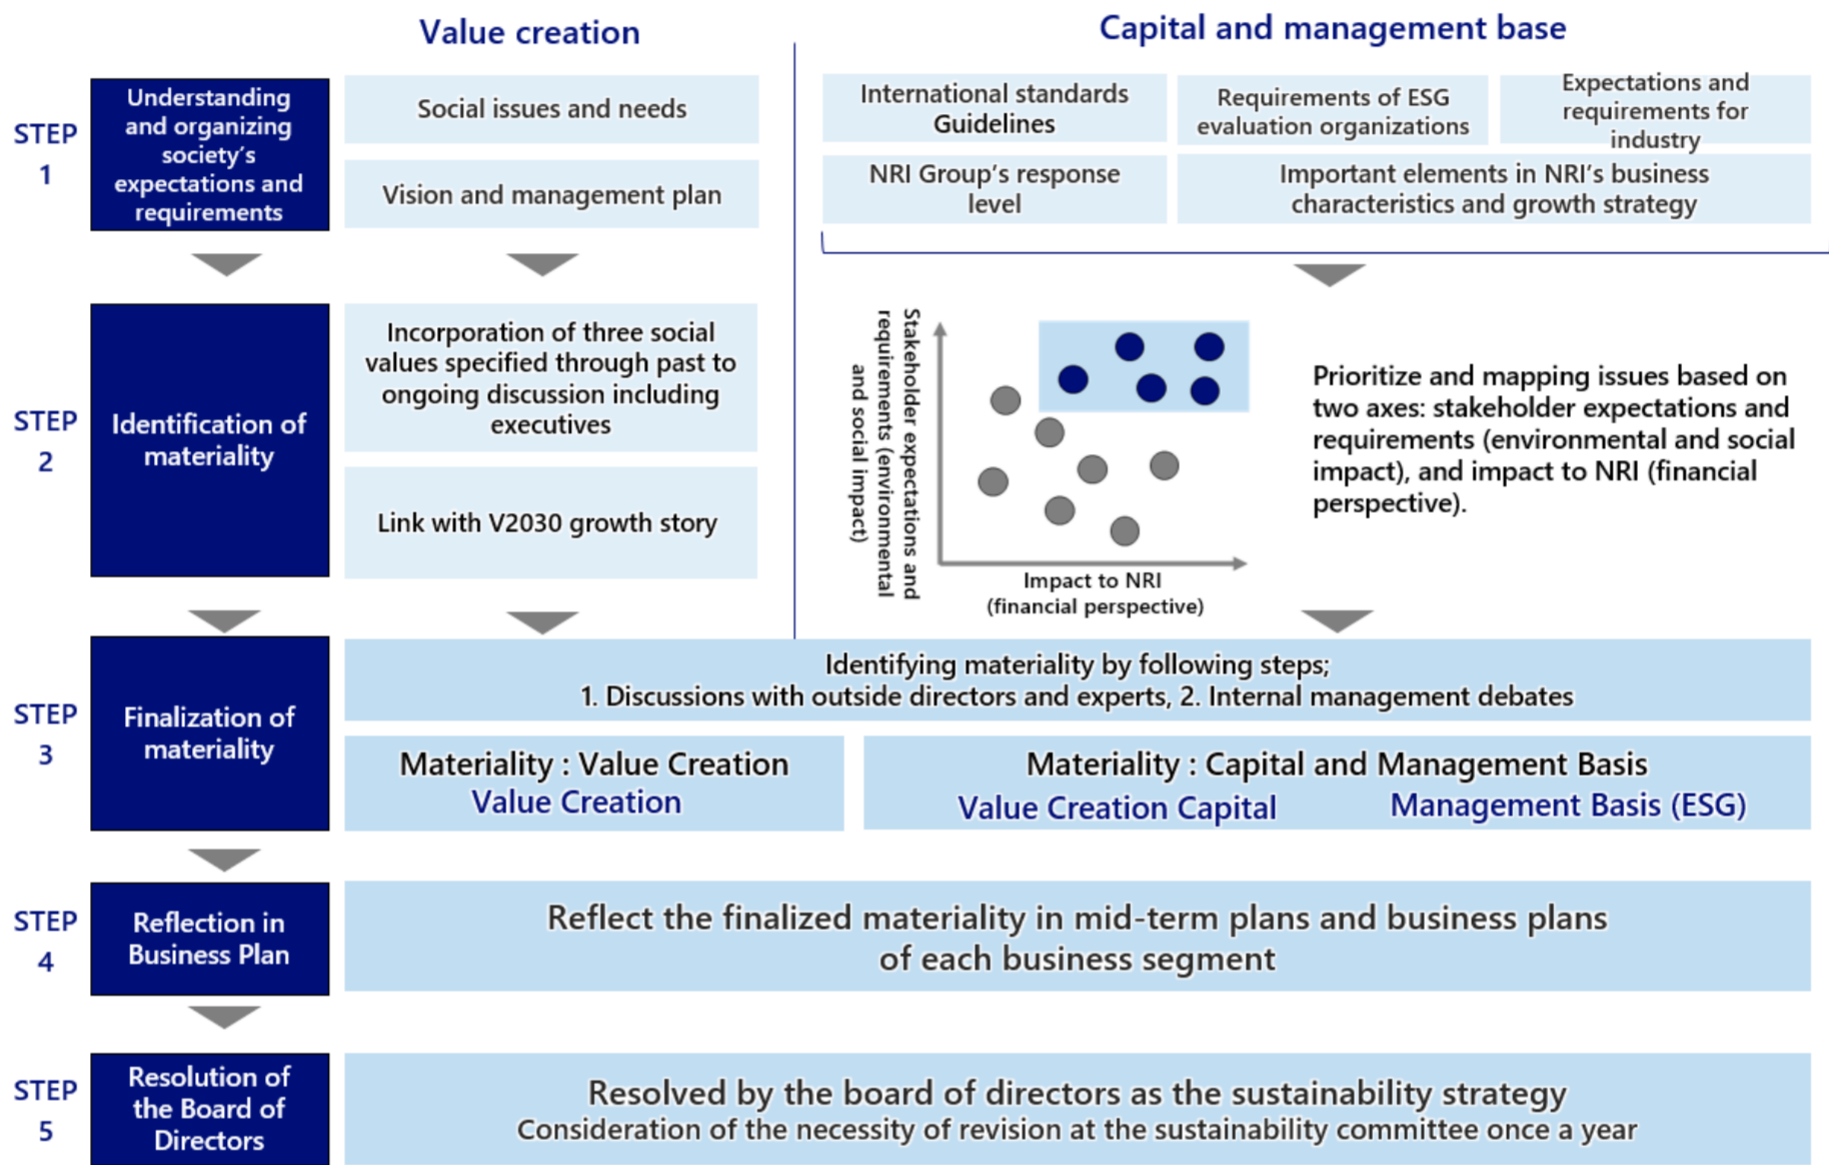 Value creation
Capital and management base
STEP
1
Understanding
and organizing
society's
expectations and
requirements
Social issues and needs
Vision and management plan
International standards
Guidelines
Requirements of ESG
evaluation organizations
Expectations and
requirements for
industry
NRI Group's response
level
Important elements in NRI's business
characteristics and growth strategy
STEP
2
Identification of
materiality
Incorporation of three social
values specified through past to
ongoing discussion including
executives
Link with V2030 growth story
Stakeholder expectations and
requirements (environmental
and social impact)
Impact to NRI
(financial perspective)
Prioritize and mapping issues based on
two axes: stakeholder expectations and
requirements (environmental and social
impact), and impact to NRI (financial
perspective).
STEP
3
Finalization of
materiality
Identifying materiality by following steps;
1. Discussions with outside directors and experts, 2. Internal management debates
Materiality : Value Creation
Value Creation
Materiality : Capital and Management Basis
Value Creation Capital
Management Basis (ESG)
STEP
4
Reflection in
Business Plan
Reflect the finalized materiality in mid-term plans and business plans
of each business segment
STEP
5
Resolution of
the Board of
Directors
Resolved by the board of directors as the sustainability strategy
Consideration of the necessity of revision at the sustainability committee once a year